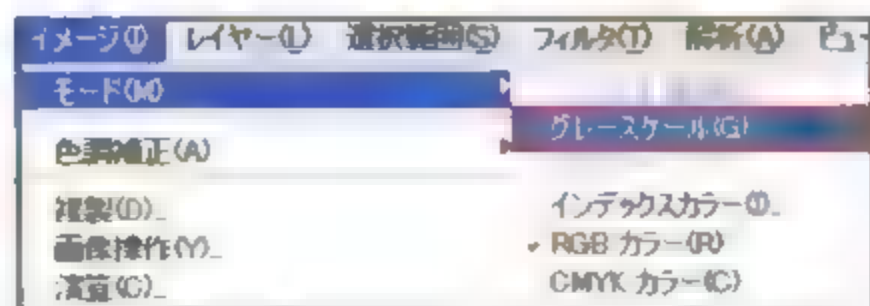 イメージ(I) レイヤー(L) 選択範囲(S) フィルタ(T) 解析(A) ビュー
モード(M)
グレースケール(G)
色調補正(A)
複製(D)...
インデックスカラー(I)...
画像操作(Y)...
RGB カラー(R)
演算(C)...
CMYK カラー(C)